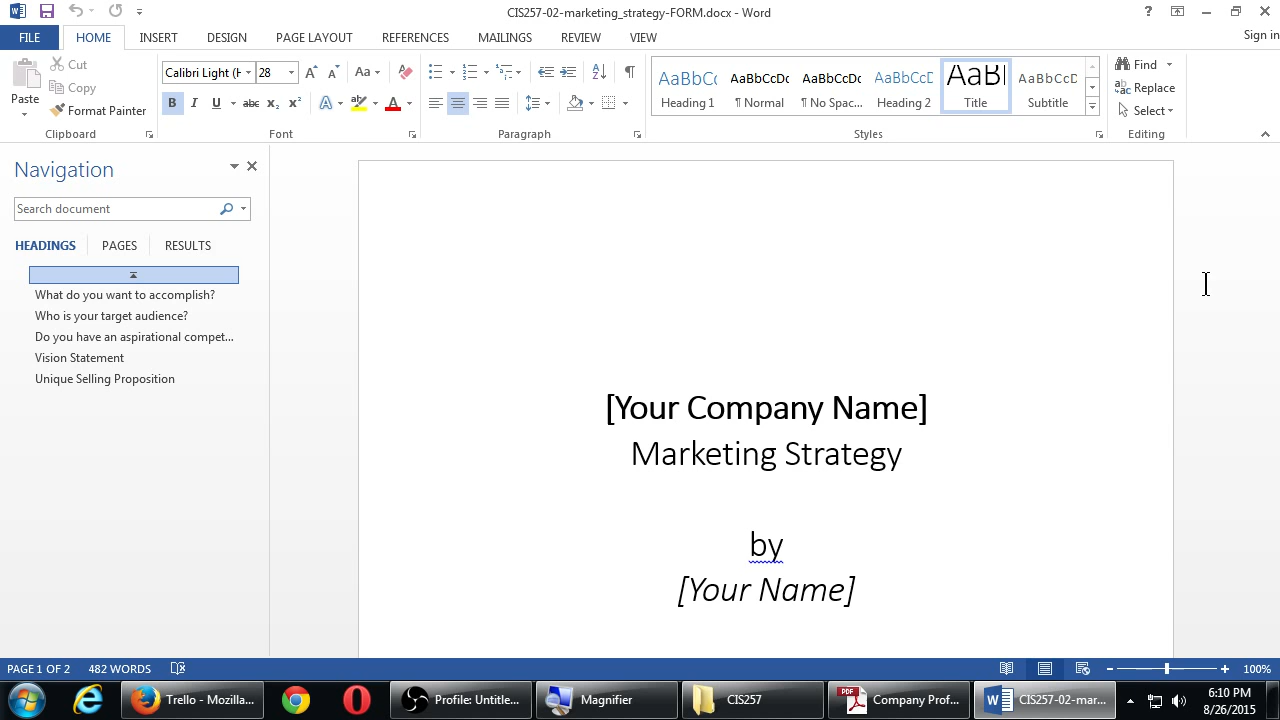 CIS257-02-marketing_strategy-FORM.docx - Word
FILE HOME INSERT DESIGN PAGE LAYOUT REFERENCES MAILINGS REVIEW VIEW Sign in
Paste
Cut
Copy
Format Painter
Clipboard
Calibri Light (H 28
Font
Paragraph
AaBbCc AaBbCcDc AaBbCcDc AaBbCcD AaB AaBbCcD
Heading 1 ¶ Normal ¶ No Spac... Heading 2 Title Subtitle
Styles
Find
Replace
Select
Editing
Navigation
Search document
HEADINGS PAGES RESULTS
What do you want to accomplish?
Who is your target audience?
Do you have an aspirational compet...
Vision Statement
Unique Selling Proposition
[Your Company Name]
Marketing Strategy
by
[Your Name]
PAGE 1 OF 2 482 WORDS 100%
Trello - Mozilla... Profile: Untitle... Magnifier CIS257 Company Prof... CIS257-02-mar...
6:10 PM
8/26/2015